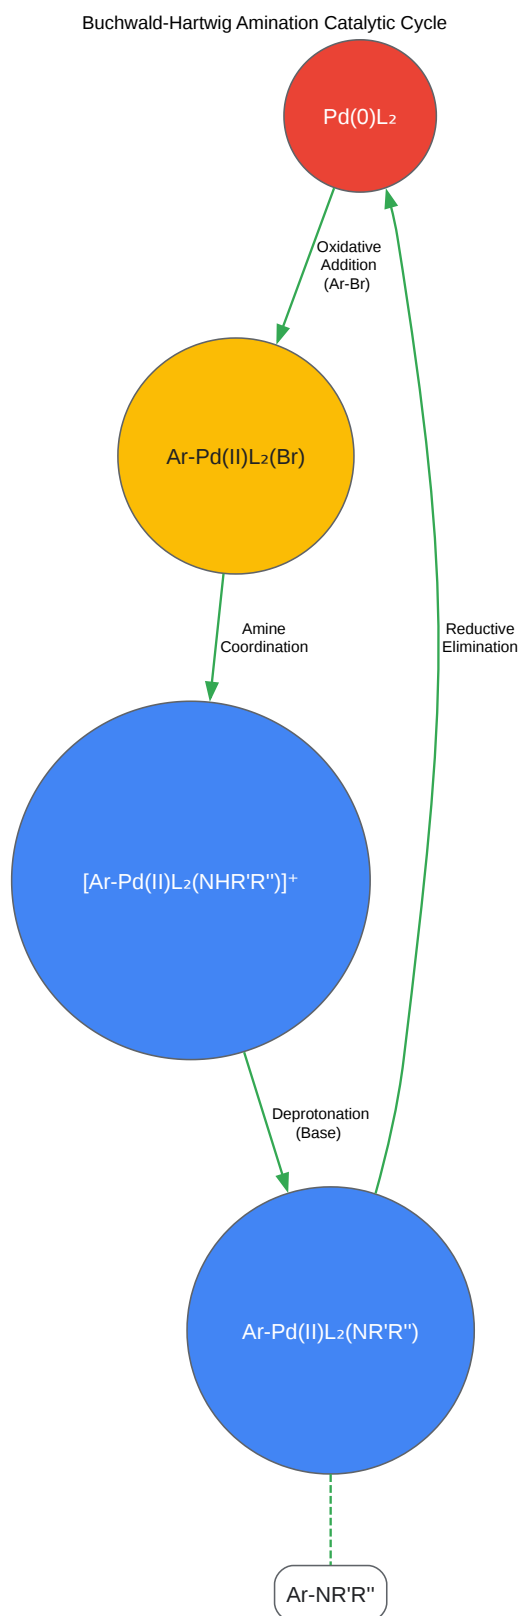 Buchwald-Hartwig Amination Catalytic Cycle
Pd(0)L₂
Oxidative
Addition
(Ar-Br)
Ar-Pd(II)L₂(Br)
Amine
Coordination
Reductive
Elimination
[Ar-Pd(II)L₂(NHR'R'')]⁺
Deprotonation
(Base)
Ar-Pd(II)L₂(NR'R'')
Ar-NR'R''